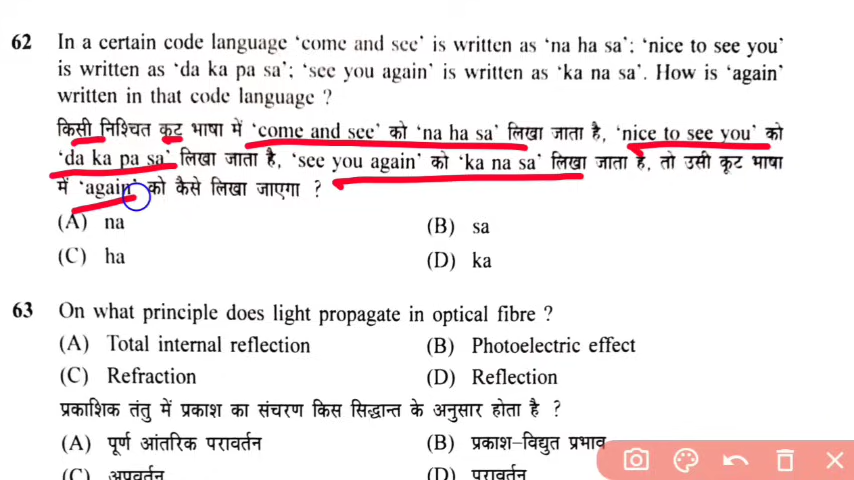 62 In a certain code language ‘come and see’ is written as ‘na ha sa’; ‘nice to see you’
is written as ‘da ka pa sa’; ‘see you again’ is written as ‘ka na sa’. How is ‘again’
written in that code language ?
किसी निश्चित कूट भाषा में ‘come and see’ को ‘na ha sa’ लिखा जाता है, ‘nice to see you’ को
‘da ka pa sa’ लिखा जाता है, ‘see you again’ को ‘ka na sa’ लिखा जाता है, तो उसी कूट भाषा
में ‘again’ को कैसे लिखा जाएगा ?
(A) na (B) sa
(C) ha (D) ka
63 On what principle does light propagate in optical fibre ?
(A) Total internal reflection (B) Photoelectric effect
(C) Refraction (D) Reflection
प्रकाशिक तंतु में प्रकाश का संचरण किस सिद्धान्त के अनुसार होता है ?
(A) पूर्ण आंतरिक परावर्तन (B) प्रकाश-विद्युत प्रभाव
(C) अपवर्तन (D) परावर्तन